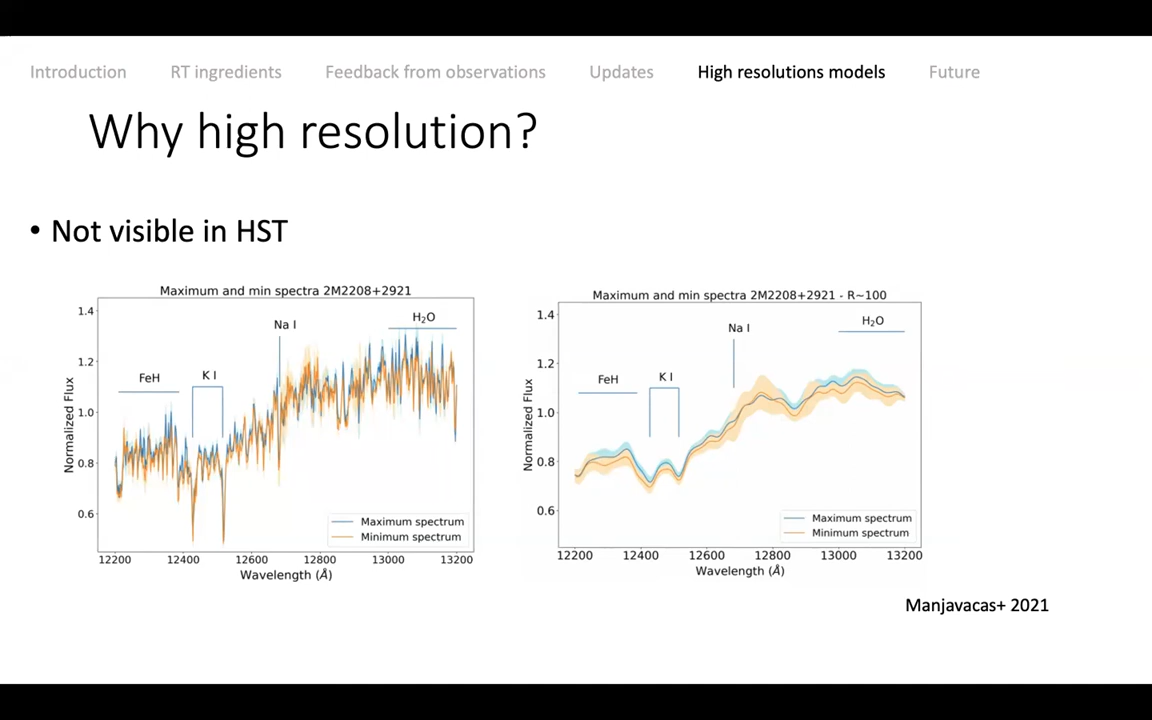 Introduction RT ingredients Feedback from observations Updates High resolutions models Future
Why high resolution?
• Not visible in HST
Maximum and min spectra 2M2208+2921
Normalized Flux
1.4
1.2
1.0
0.8
0.6
FeH
K I
Na I
H₂O
Maximum spectrum
Minimum spectrum
12200 12400 12600 12800 13000 13200
Wavelength (Å)
Maximum and min spectra 2M2208+2921 - R~100
Normalized Flux
1.4
1.2
1.0
0.8
0.6
FeH
K I
Na I
H₂O
Maximum spectrum
Minimum spectrum
12200 12400 12600 12800 13000 13200
Wavelength (Å)
Manjavacas+ 2021